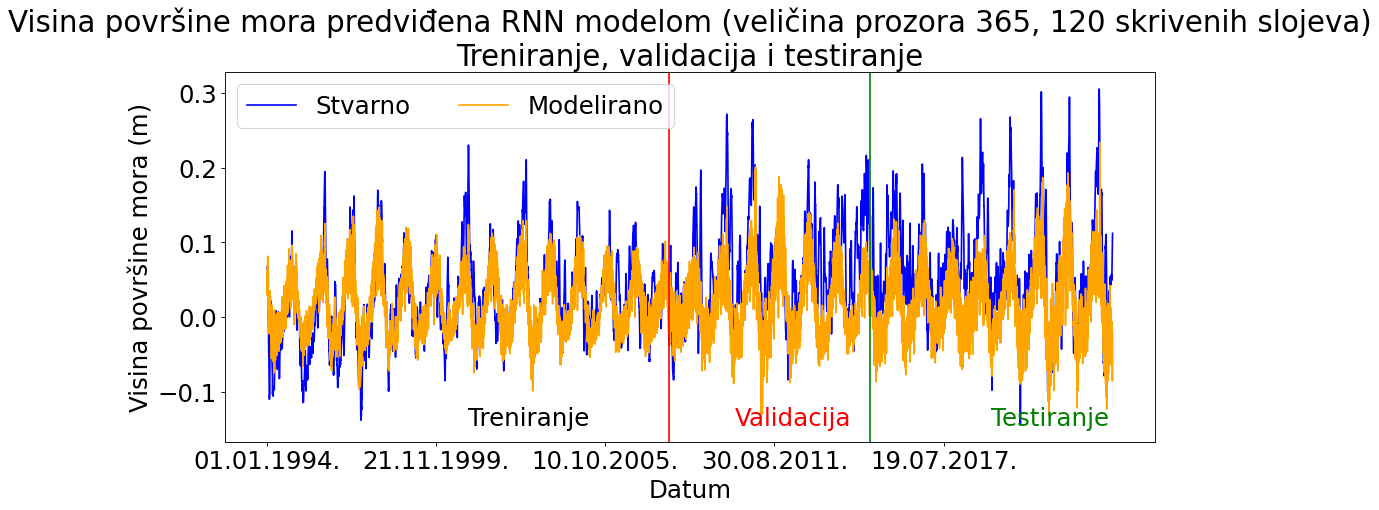 Visina površine mora predviđena RNN modelom (veličina prozora 365, 120 skrivenih slojeva)
Treniranje, validacija i testiranje
Stvarno Modelirano
Visina površine mora (m)
0.3
0.2
0.1
0.0
−0.1
Treniranje Validacija Testiranje
01.01.1994. 21.11.1999. 10.10.2005. 30.08.2011. 19.07.2017.
Datum